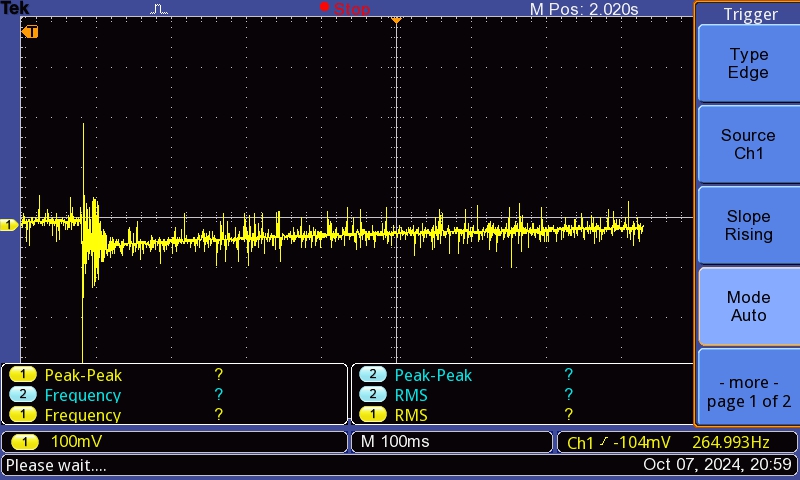 Tek Stop M Pos: 2.020s
T
Trigger
Type
Edge
Source
Ch1
Slope
Rising
Mode
Auto
- more -
page 1 of 2
1
1 Peak-Peak ? 2 Peak-Peak ?
2 Frequency ? 2 RMS ?
1 Frequency ? 1 RMS ?
1 100mV M 100ms Ch1 -104mV 264.993Hz
Please wait.... Oct 07, 2024, 20:59